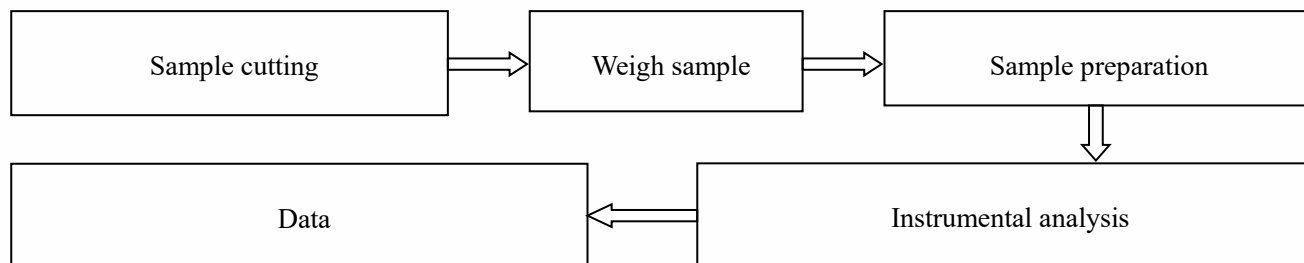 Sample cutting
Weigh sample
Sample preparation
Instrumental analysis
Data